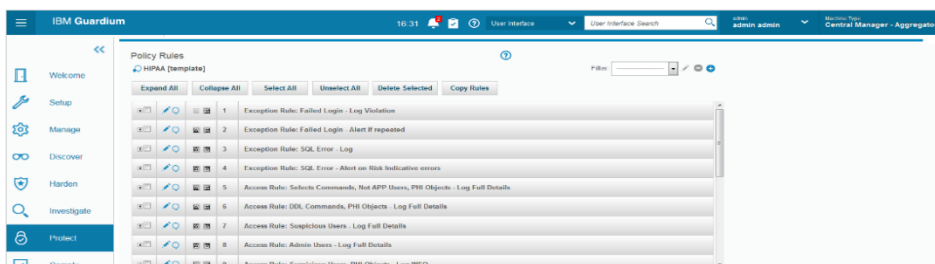 IBM Guardium
16:31
User Interface
User Interface Search
admin
admin admin
Machine Type:
Central Manager - Aggregato
Policy Rules
HIPAA [template]
Filter:
Expand All
Collapse All
Select All
Unselect All
Delete Selected
Copy Rules
Welcome
Setup
Manage
Discover
Harden
Investigate
Protect
1 Exception Rule: Failed Login - Log Violation
2 Exception Rule: Failed Login - Alert if repeated
3 Exception Rule: SQL Error - Log
4 Exception Rule: SQL Error - Alert on Risk Indicative errors
5 Access Rule: Selects Commands, Not APP Users, PHI Objects - Log Full Details
6 Access Rule: DDL Commands, PHI Objects - Log Full Details
7 Access Rule: Suspicious Users - Log Full Details
8 Access Rule: Admin Users - Log Full Details